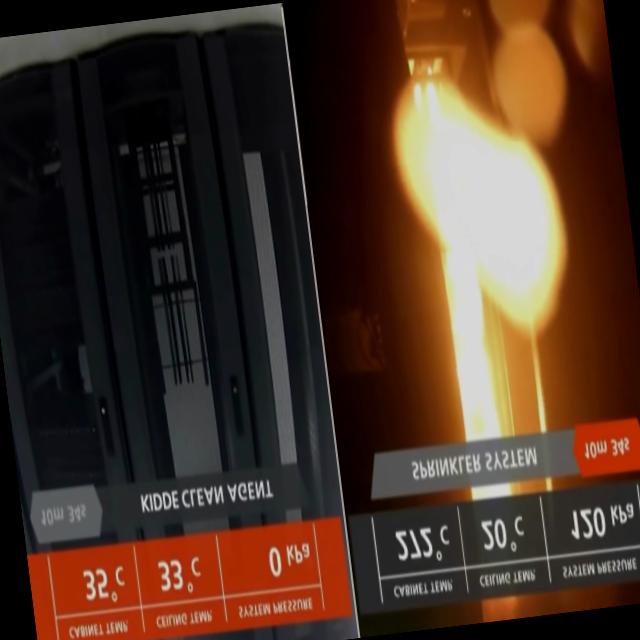 10m 34s
KIDDE CLEAN AGENT
35°C
33°C
0 kPa
CABINET TEMP
CEILING TEMP
SYSTEM PRESSURE
SPRINKLER SYSTEM
10m 34s
272°C
20°C
120 kPa
CABINET TEMP
CEILING TEMP
SYSTEM PRESSURE